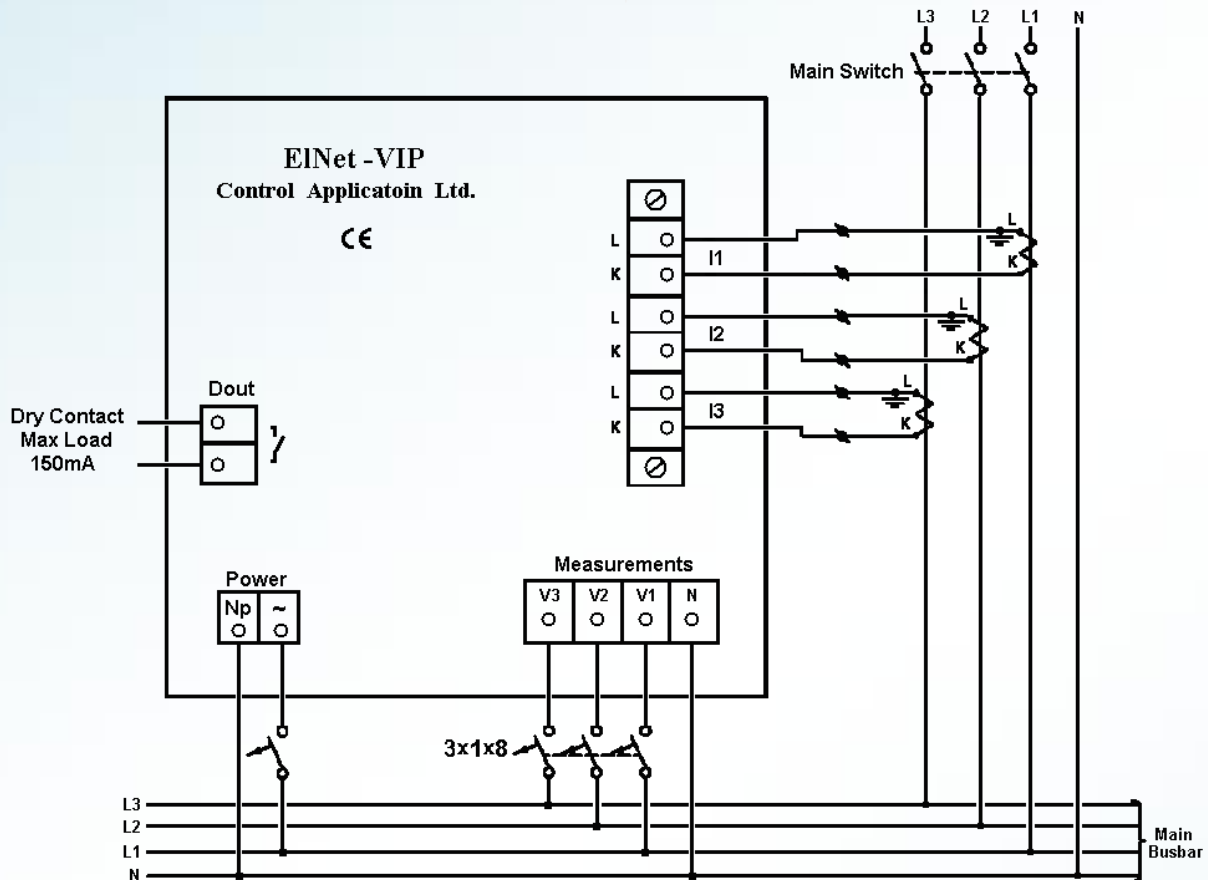 L3 L2 L1 N
Main Switch
ElNet -VIP
Control Applicatoin Ltd.
CE
L
L
I1
K
K
L
L
I2
K
K
L
L
I3
K
K
Dout
Dry Contact
Max Load
150mA
Measurements
V3 V2 V1 N
Power
Np ~
3x1x8
L3
L2
L1
N
Main
Busbar